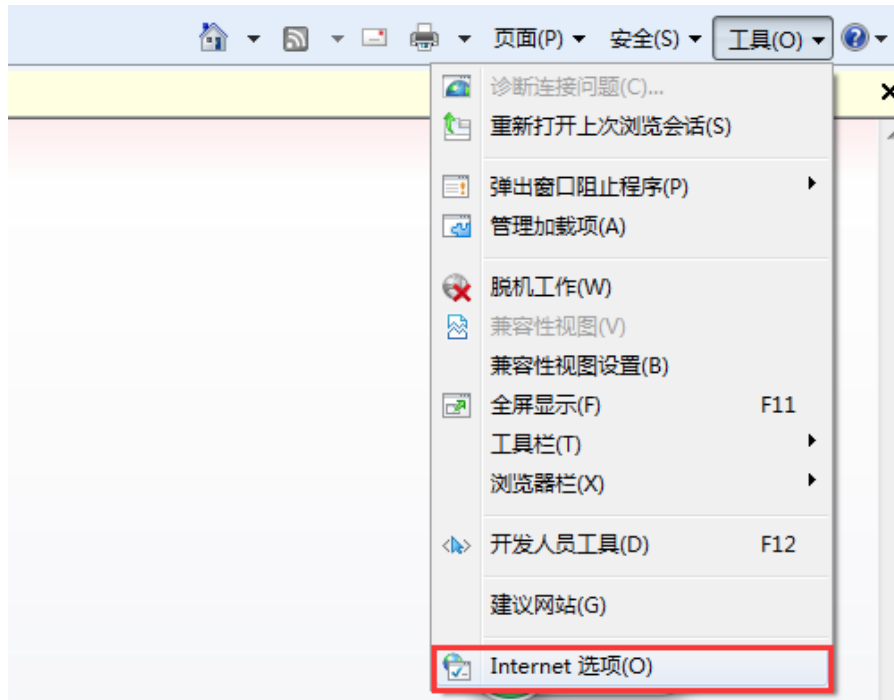 页面(P) 安全(S) 工具(O)
诊断连接问题(C)...
重新打开上次浏览会话(S)
弹出窗口阻止程序(P)
管理加载项(A)
脱机工作(W)
兼容性视图(V)
兼容性视图设置(B)
全屏显示(F) F11
工具栏(T)
浏览器栏(X)
开发人员工具(D) F12
建议网站(G)
Internet 选项(O)